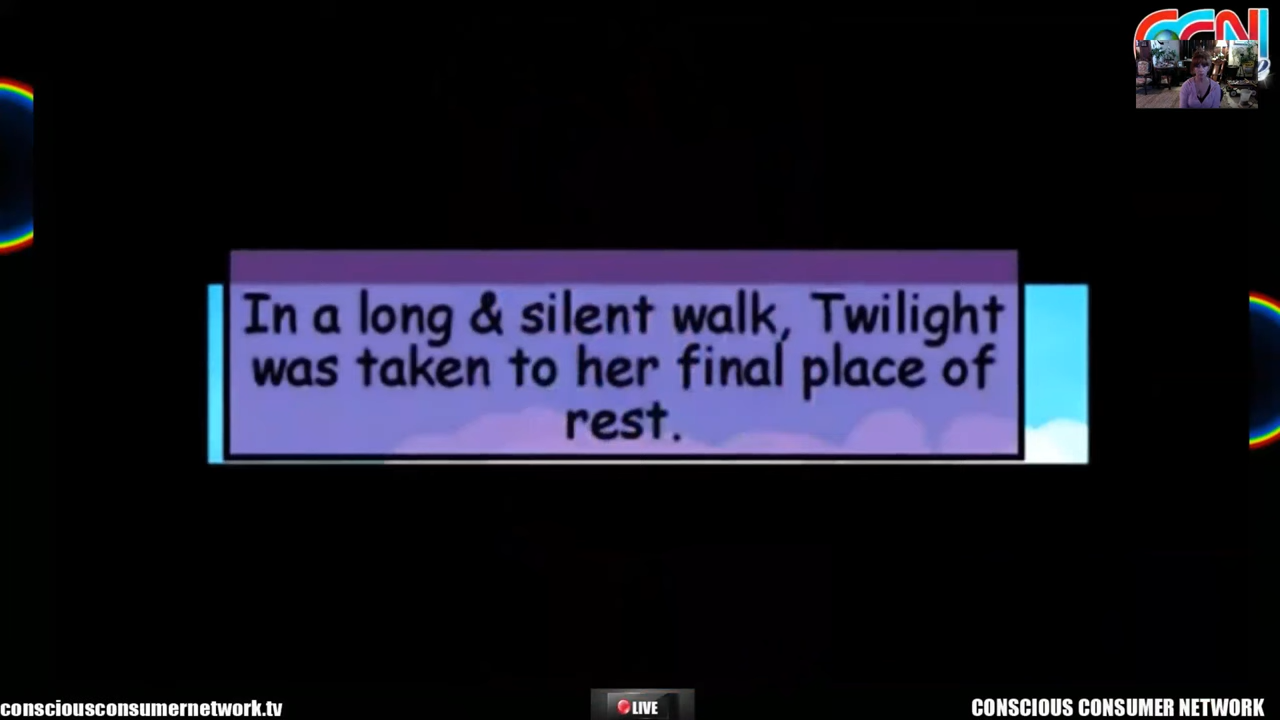 CCN
In a long & silent walk, Twilight
was taken to her final place of
rest.
consciousconsumernetwork.tv
LIVE
CONSCIOUS CONSUMER NETWORK